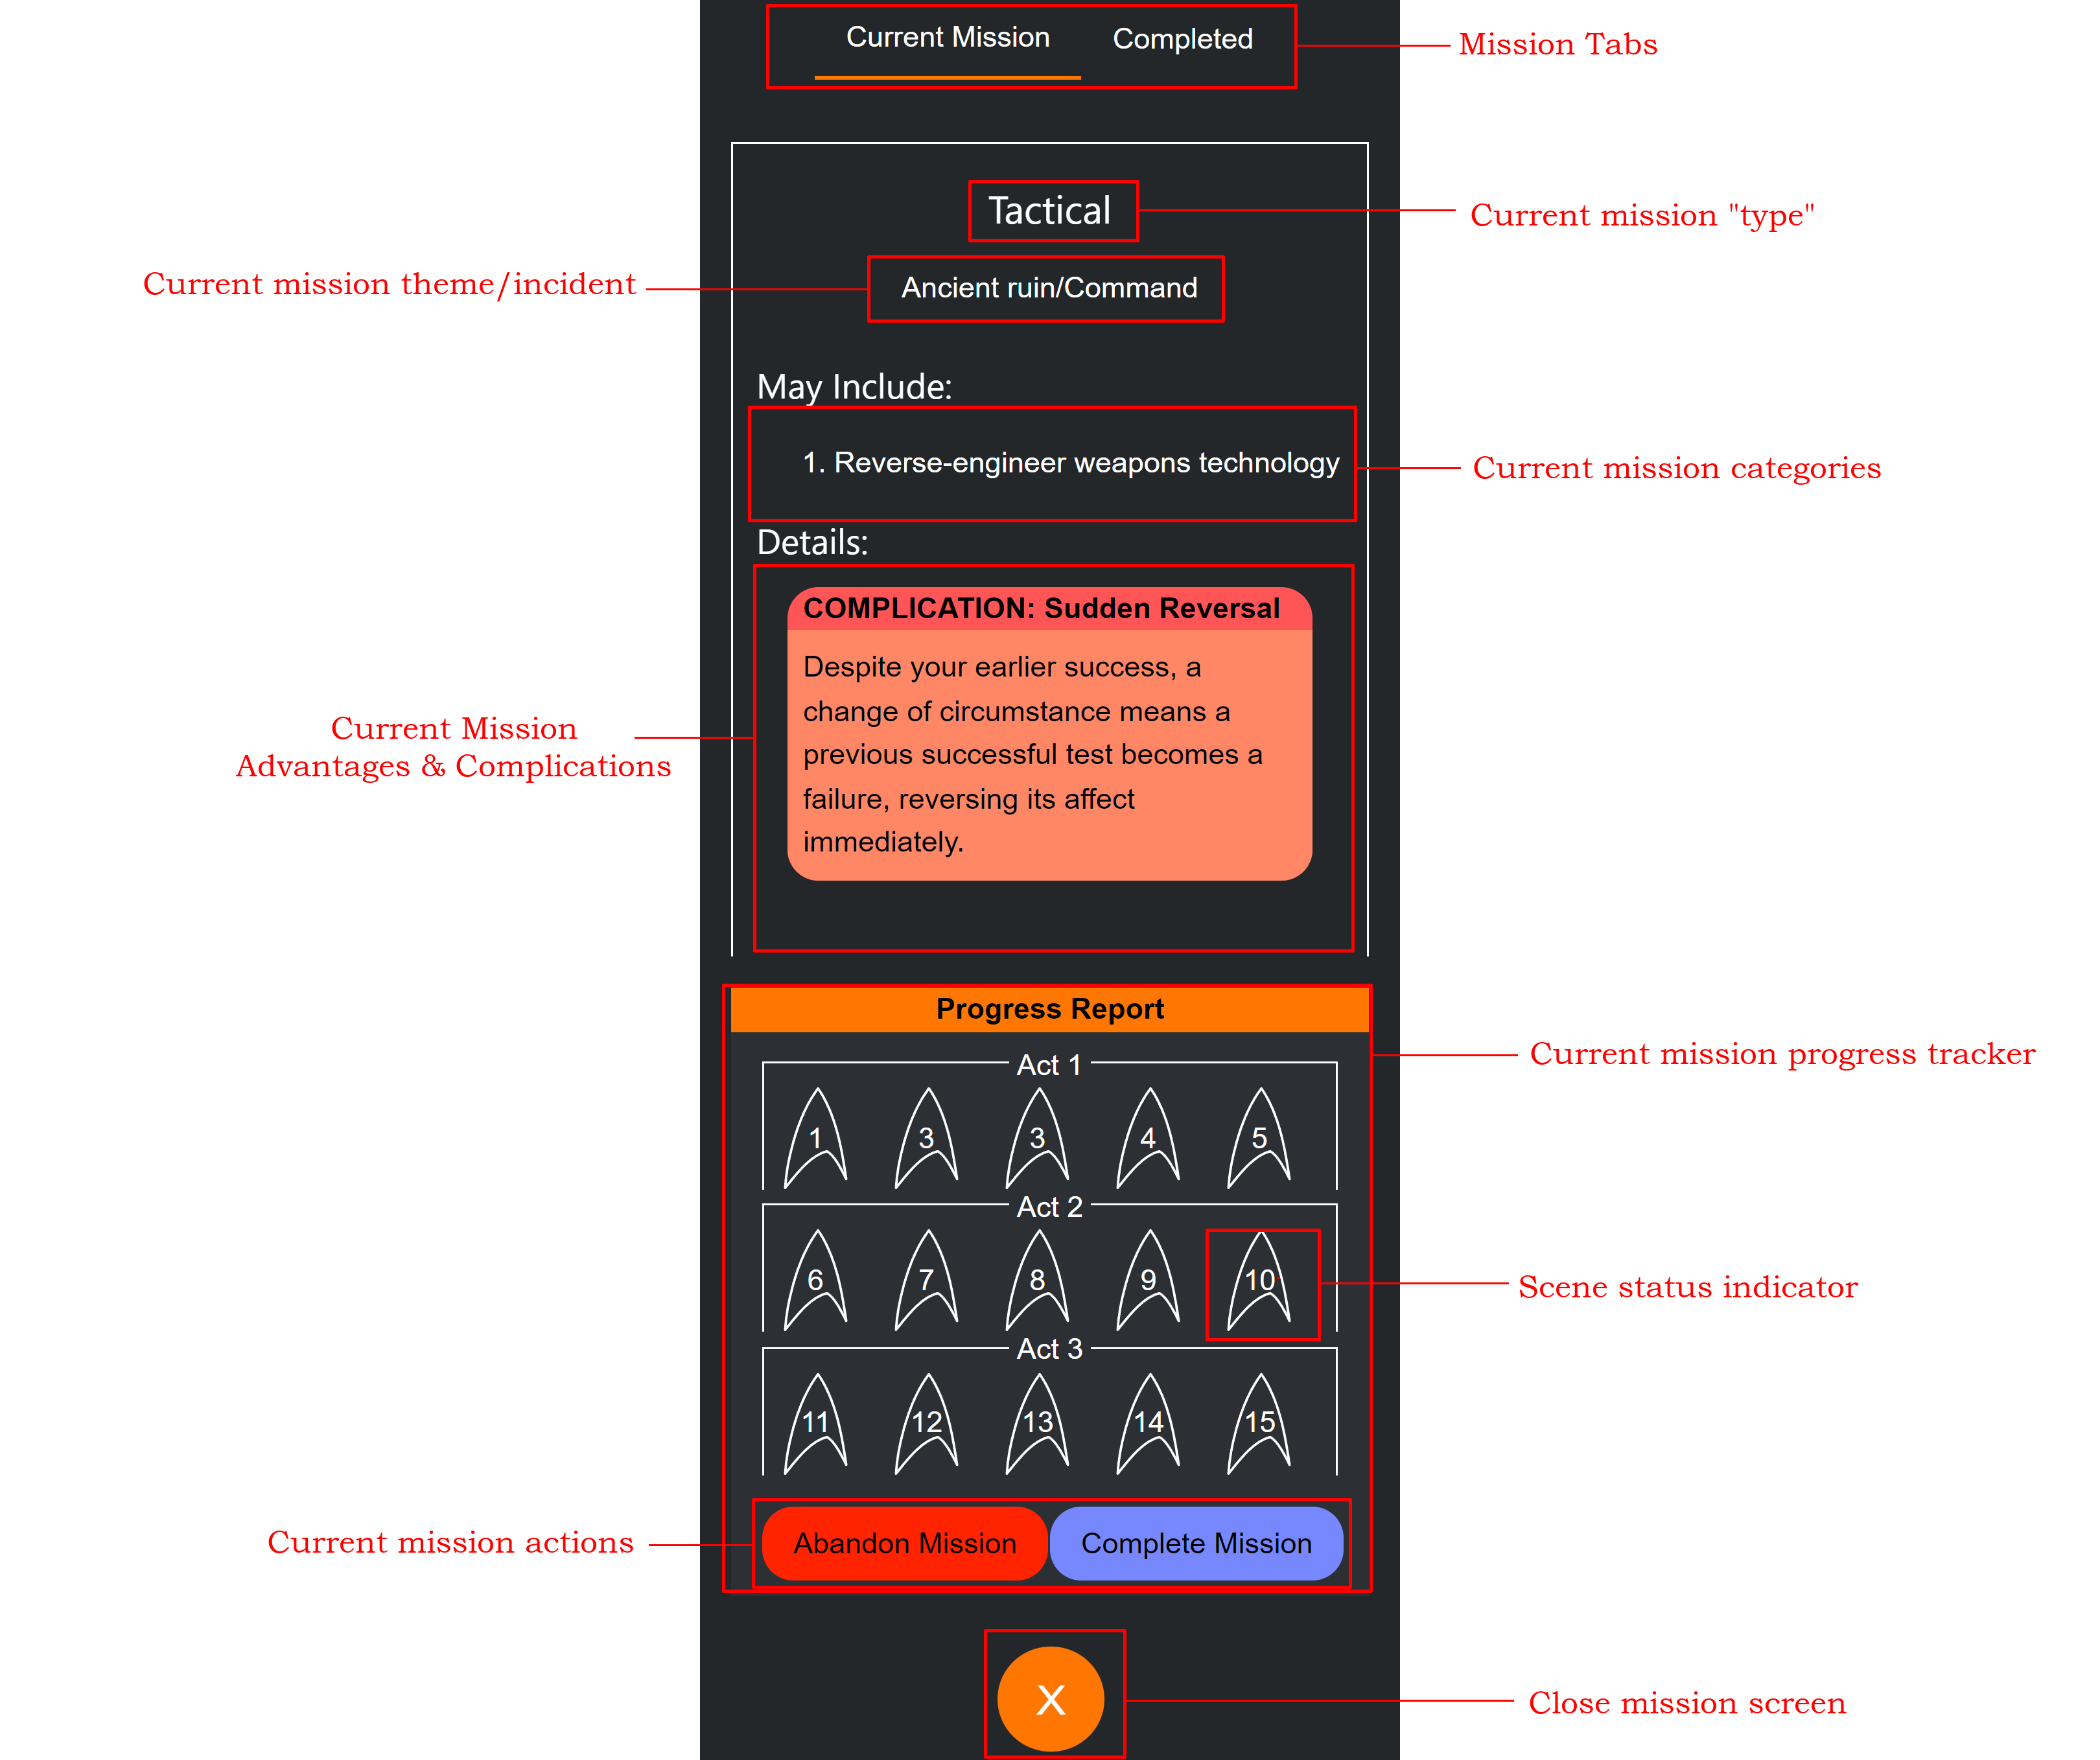 Current Mission Completed
Mission Tabs
Tactical
Current mission "type"
Current mission theme/incident
Ancient ruin/Command
May Include:
1. Reverse-engineer weapons technology
Current mission categories
Details:
COMPLICATION: Sudden Reversal
Despite your earlier success, a
change of circumstance means a
previous successful test becomes a
failure, reversing its affect
immediately.
Current Mission
Advantages & Complications
Progress Report
Current mission progress tracker
Act 1
1 3 3 4 5
Act 2
6 7 8 9 10
Scene status indicator
Act 3
11 12 13 14 15
Current mission actions
Abandon Mission Complete Mission
X
Close mission screen